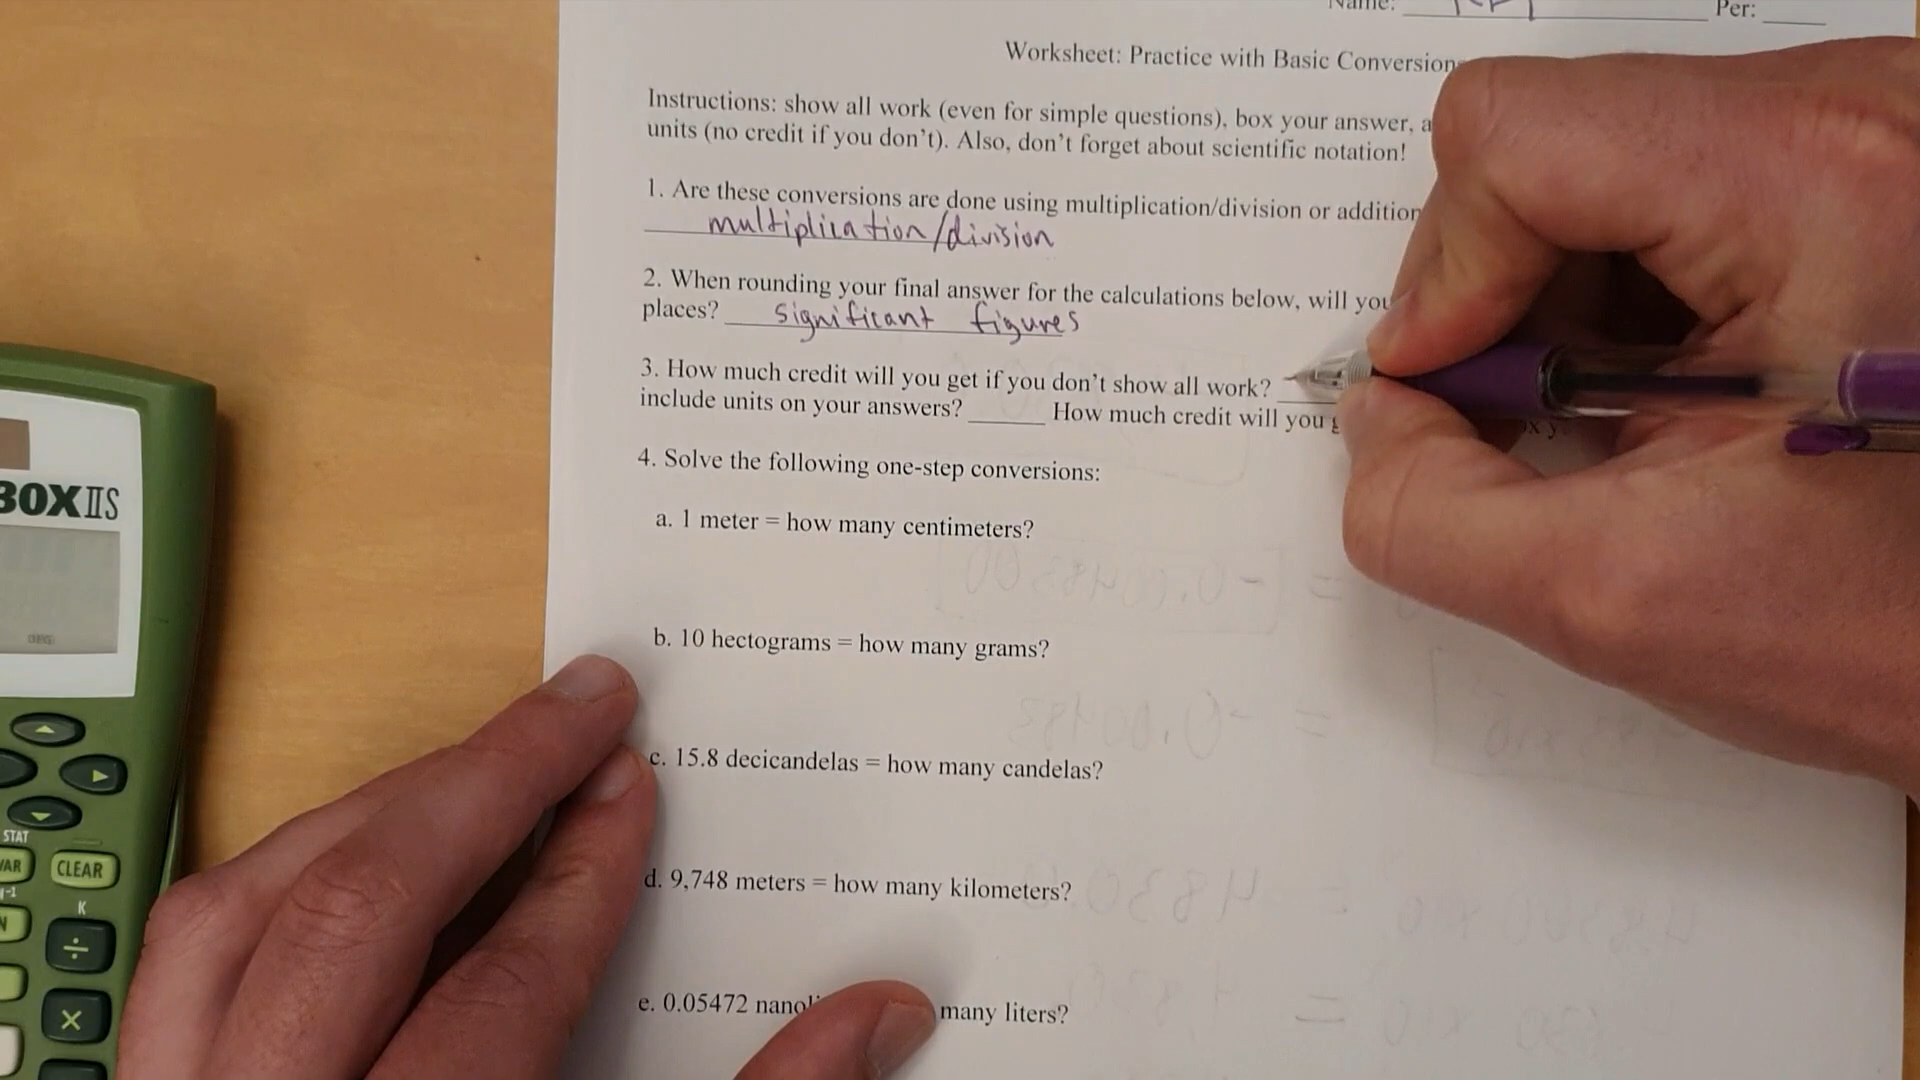 Name: Per:
Worksheet: Practice with Basic Conversion
Instructions: show all work (even for simple questions), box your answer, a
units (no credit if you don't). Also, don't forget about scientific notation!
1. Are these conversions are done using multiplication/division or addition
multiplication/division
2. When rounding your final answer for the calculations below, will you
places? significant figures
3. How much credit will you get if you don't show all work?
include units on your answers? How much credit will you
4. Solve the following one-step conversions:
a. 1 meter = how many centimeters?
b. 10 hectograms = how many grams?
c. 15.8 decicandelas = how many candelas?
d. 9,748 meters = how many kilometers?
e. 0.05472 many liters?
30XIIS
DEG
STAT
CLEAR
K
÷
×